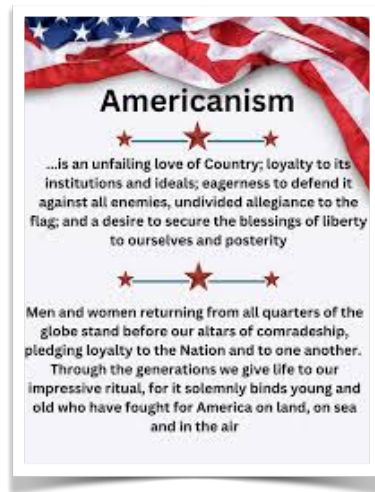 Americanism
...is an unfailing love of Country; loyalty to its
institutions and ideals; eagerness to defend it
against all enemies, undivided allegiance to the
flag; and a desire to secure the blessings of liberty
to ourselves and posterity
Men and women returning from all quarters of the
globe stand before our altars of comradeship,
pledging loyalty to the Nation and to one another.
Through the generations we give life to our
impressive ritual, for it solemnly binds young and
old who have fought for America on land, on sea
and in the air